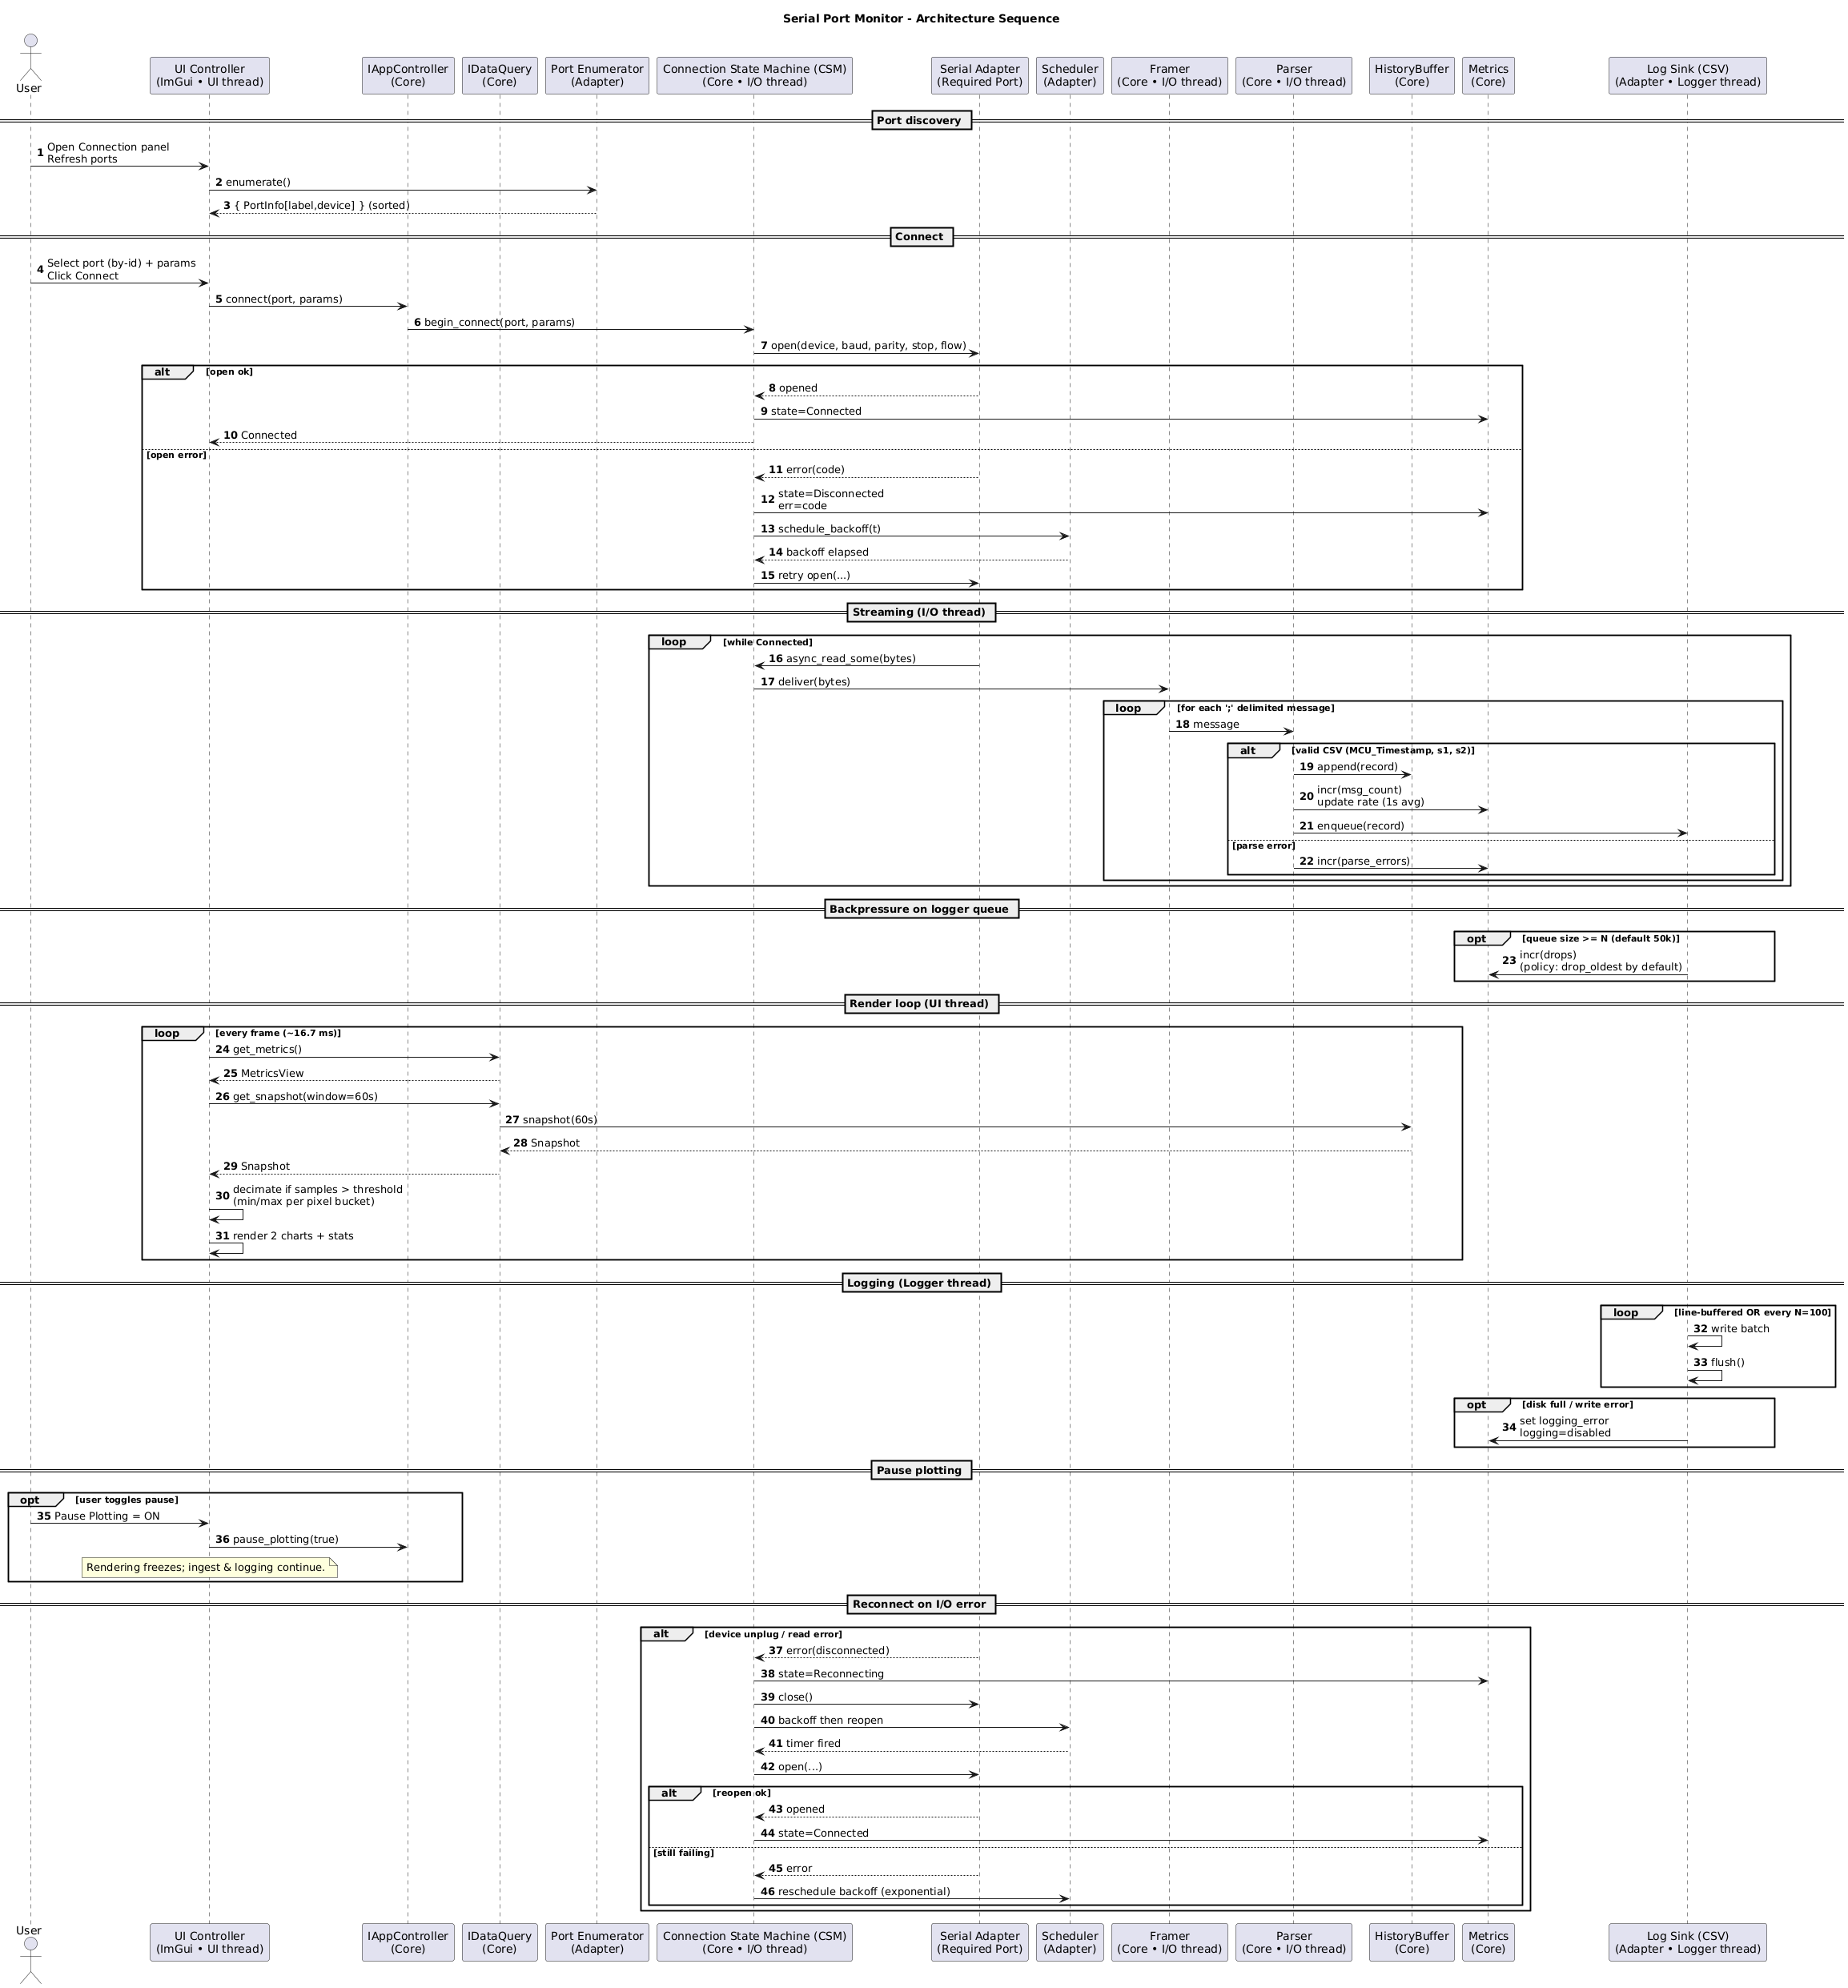 Serial Port Monitor - Architecture Sequence
User
UI Controller
(ImGui • UI thread)
IAppController
(Core)
IDataQuery
(Core)
Port Enumerator
(Adapter)
Connection State Machine (CSM)
(Core • I/O thread)
Serial Adapter
(Required Port)
Scheduler
(Adapter)
Framer
(Core • I/O thread)
Parser
(Core • I/O thread)
HistoryBuffer
(Core)
Metrics
(Core)
Log Sink (CSV)
(Adapter • Logger thread)
Port discovery
1 Open Connection panel
Refresh ports
2 enumerate()
3 { PortInfo[label,device] } (sorted)
Connect
4 Select port (by-id) + params
Click Connect
5 connect(port, params)
6 begin_connect(port, params)
7 open(device, baud, parity, stop, flow)
alt [open ok]
8 opened
9 state=Connected
10 Connected
[open error]
11 error(code)
12 state=Disconnected
err=code
13 schedule_backoff(t)
14 backoff elapsed
15 retry open(...)
Streaming (I/O thread)
loop [while Connected]
16 async_read_some(bytes)
17 deliver(bytes)
loop [for each ';' delimited message]
18 message
alt [valid CSV (MCU_Timestamp, s1, s2)]
19 append(record)
20 incr(msg_count)
update rate (1s avg)
21 enqueue(record)
[parse error]
22 incr(parse_errors)
Backpressure on logger queue
opt [queue size >= N (default 50k)]
23 incr(drops)
(policy: drop_oldest by default)
Render loop (UI thread)
loop [every frame (~16.7 ms)]
24 get_metrics()
25 MetricsView
26 get_snapshot(window=60s)
27 snapshot(60s)
28 Snapshot
29 Snapshot
30 decimate if samples > threshold
(min/max per pixel bucket)
31 render 2 charts + stats
Logging (Logger thread)
loop [line-buffered OR every N=100]
32 write batch
33 flush()
opt [disk full / write error]
34 set logging_error
logging=disabled
Pause plotting
opt [user toggles pause]
35 Pause Plotting = ON
36 pause_plotting(true)
Rendering freezes; ingest & logging continue.
Reconnect on I/O error
alt [device unplug / read error]
37 error(disconnected)
38 state=Reconnecting
39 close()
40 backoff then reopen
41 timer fired
42 open(...)
alt [reopen ok]
43 opened
44 state=Connected
[still failing]
45 error
46 reschedule backoff (exponential)
User
UI Controller
(ImGui • UI thread)
IAppController
(Core)
IDataQuery
(Core)
Port Enumerator
(Adapter)
Connection State Machine (CSM)
(Core • I/O thread)
Serial Adapter
(Required Port)
Scheduler
(Adapter)
Framer
(Core • I/O thread)
Parser
(Core • I/O thread)
HistoryBuffer
(Core)
Metrics
(Core)
Log Sink (CSV)
(Adapter • Logger thread)